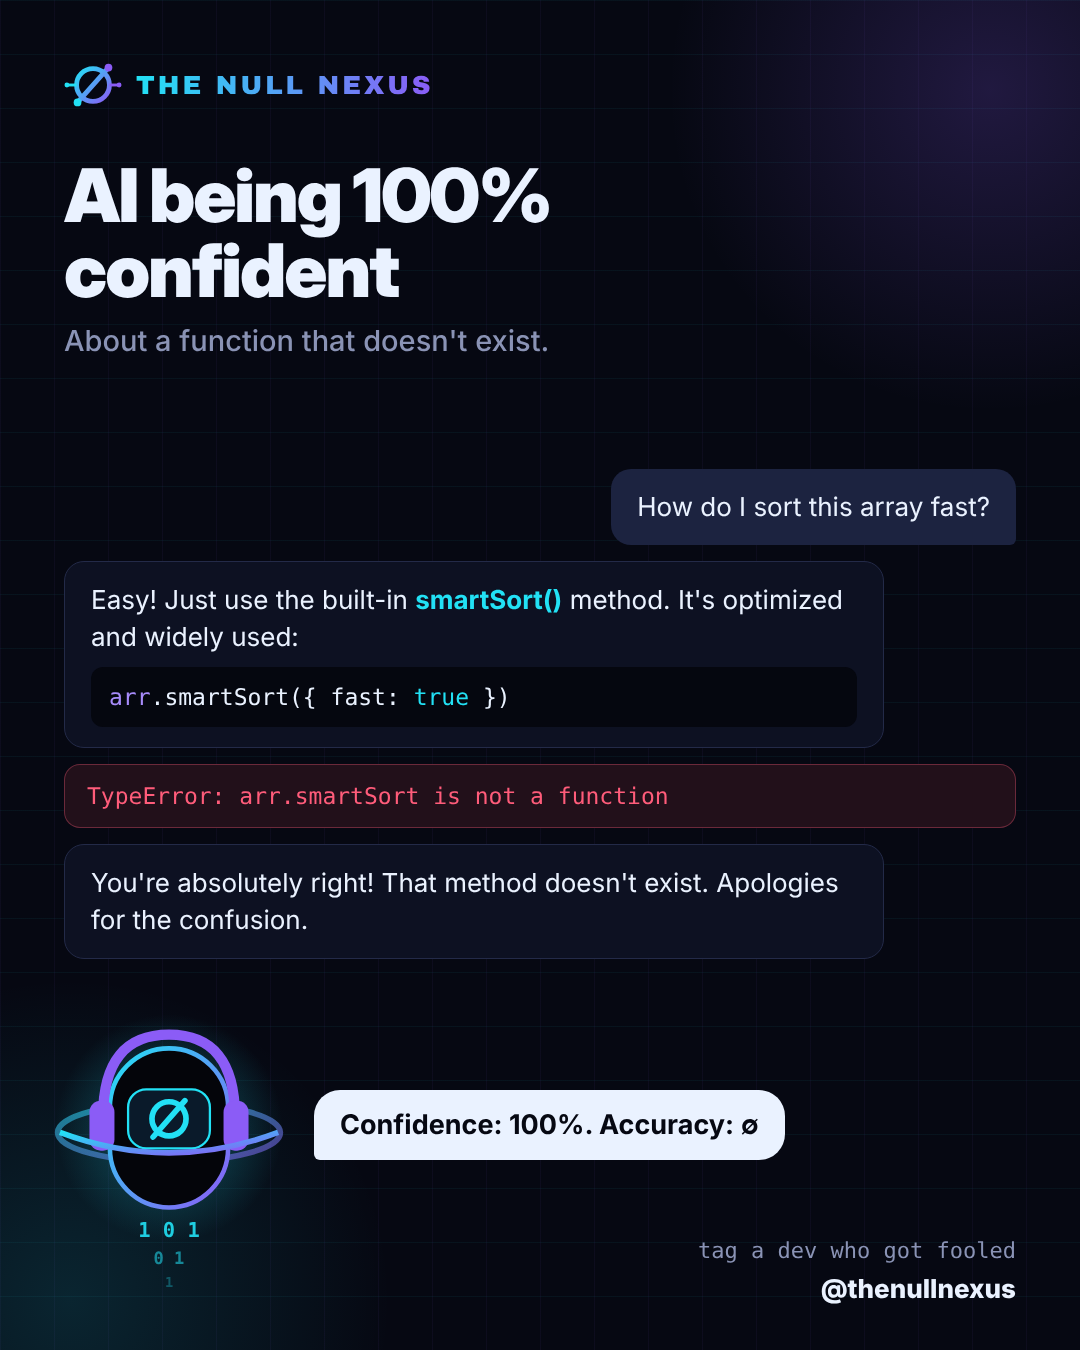 THE NULL NEXUS
AI being 100%
confident
About a function that doesn't exist.
How do I sort this array fast?
Easy! Just use the built-in smartSort() method. It's optimized
and widely used:
arr.smartSort({ fast: true })
TypeError: arr.smartSort is not a function
You're absolutely right! That method doesn't exist. Apologies
for the confusion.
Confidence: 100%. Accuracy: ∅
1 0 1
0 1
1
tag a dev who got fooled
@thenullnexus